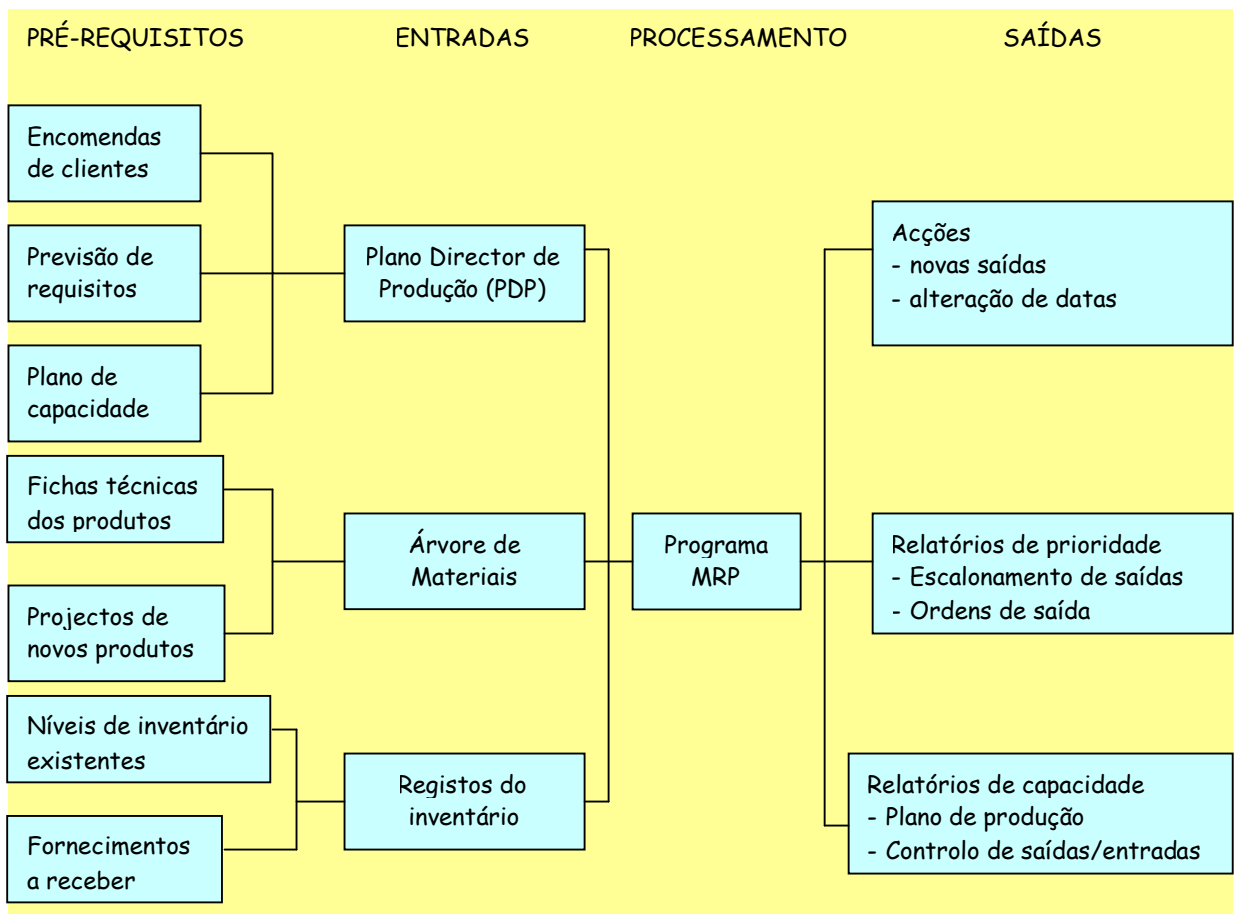 PRÉ-REQUISITOS
ENTRADAS
PROCESSAMENTO
SAÍDAS
Encomendas
de clientes
Previsão de
requisitos
Plano de
capacidade
Fichas técnicas
dos produtos
Projectos de
novos produtos
Níveis de inventário
existentes
Fornecimentos
a receber
Plano Director de
Produção (PDP)
Árvore de
Materiais
Registos do
inventário
Programa
MRP
Acções
- novas saídas
- alteração de datas
Relatórios de prioridade
- Escalonamento de saídas
- Ordens de saída
Relatórios de capacidade
- Plano de produção
- Controlo de saídas/entradas